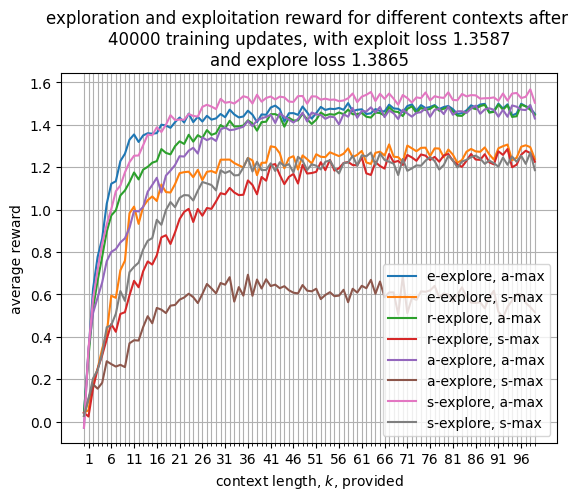 exploration and exploitation reward for different contexts after
40000 training updates, with exploit loss 1.3587
and explore loss 1.3865
1.6
1.4
1.2
1.0
0.8
0.6
0.4
0.2
0.0
average reward
e-explore, a-max
e-explore, s-max
r-explore, a-max
r-explore, s-max
a-explore, a-max
a-explore, s-max
s-explore, a-max
s-explore, s-max
1 6 11 16 21 26 31 36 41 46 51 56 61 66 71 76 81 86 91 96
context length, k, provided